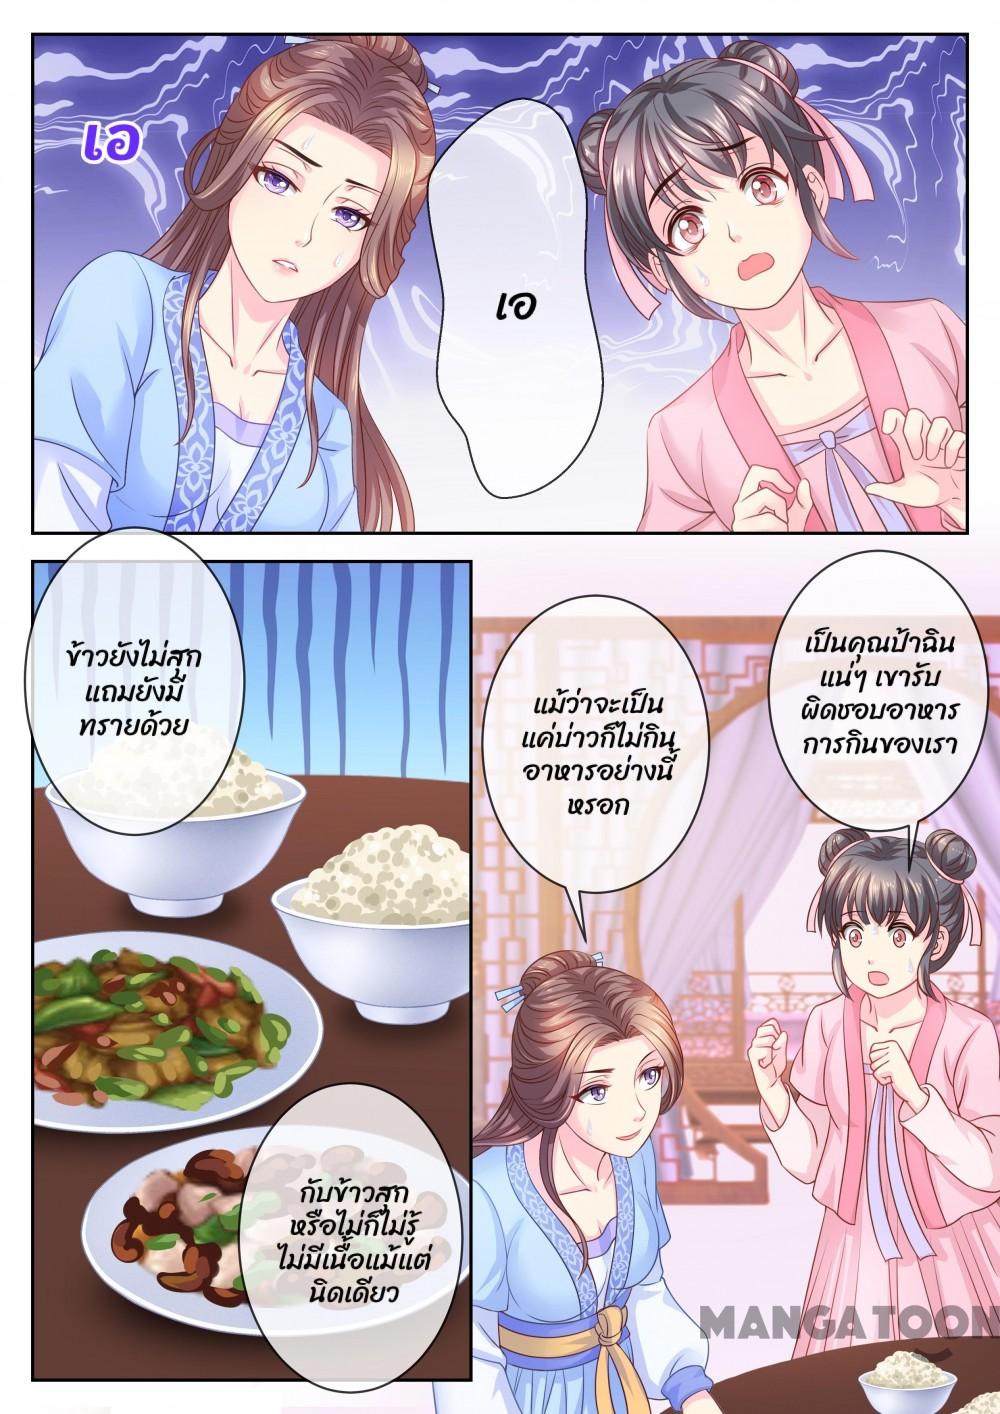 เอ
เอ
ข้าวยังไม่สุก
แถมยังมี
ทรายด้วย
กับข้าวสุก
หรือไม่ก็ไม่รู้
ไม่มีเนื้อแม้แต่
นิดเดียว
เป็นคุณป้าฉิน
แน่ๆ เขารับ
ผิดชอบอาหาร
การกินของเรา
แม้ว่าจะเป็น
แค่บ่าวก็ไม่กิน
อาหารอย่างนี้
หรอก
MANGATOON